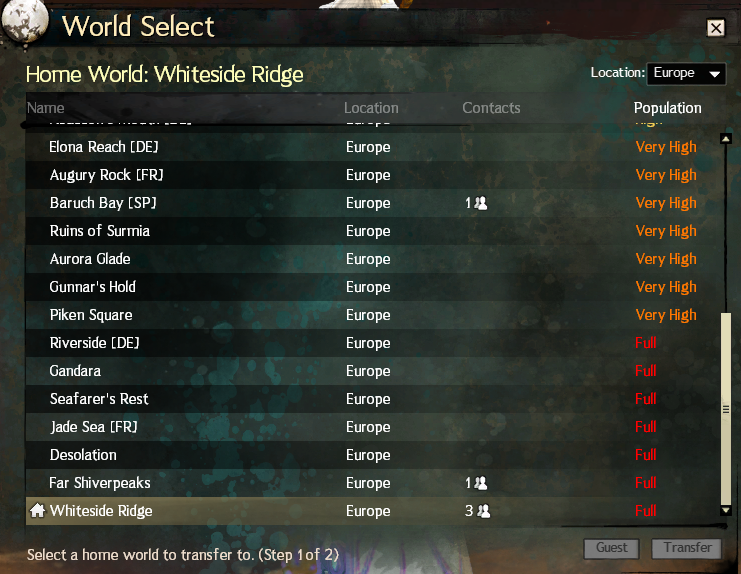 World Select
Home World: Whiteside Ridge
Location: Europe
Name Location Contacts Population
Europe High
Elona Reach [DE] Europe Very High
Augury Rock [FR] Europe Very High
Baruch Bay [SP] Europe 1 Very High
Ruins of Surmia Europe Very High
Aurora Glade Europe Very High
Gunnar's Hold Europe Very High
Piken Square Europe Very High
Riverside [DE] Europe Full
Gandara Europe Full
Seafarer's Rest Europe Full
Jade Sea [FR] Europe Full
Desolation Europe Full
Far Shiverpeaks Europe 1 Full
Whiteside Ridge Europe 3 Full
Select a home world to transfer to. (Step 1 of 2)
Guest Transfer